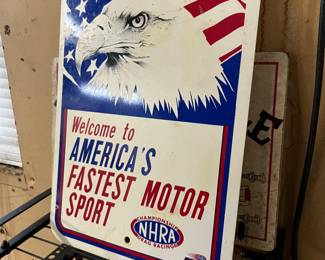 Welcome to
AMERICA'S
FASTEST MOTOR
SPORT
CHAMPIONSHIP
NHRA
DRAG RACING